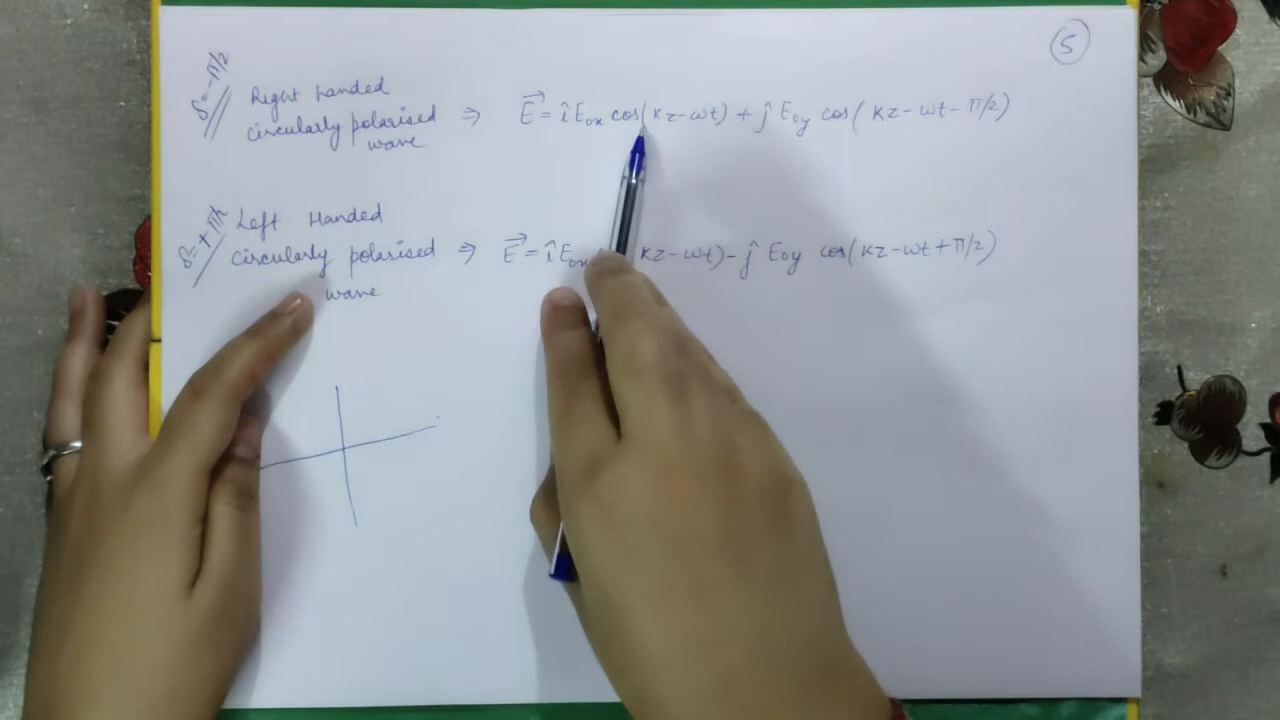 5
δ=-π/2
Right handed
circularly polarised
wave
⇒ E⃗ = î E₀ₓ cos(kz-ωt) + ĵ E₀y cos(kz-ωt-π/2)
δ=+π/2
Left Handed
circularly polarised
wave
⇒ E⃗ = î E₀ₓ kz-ωt) - ĵ E₀y cos(kz-ωt+π/2)